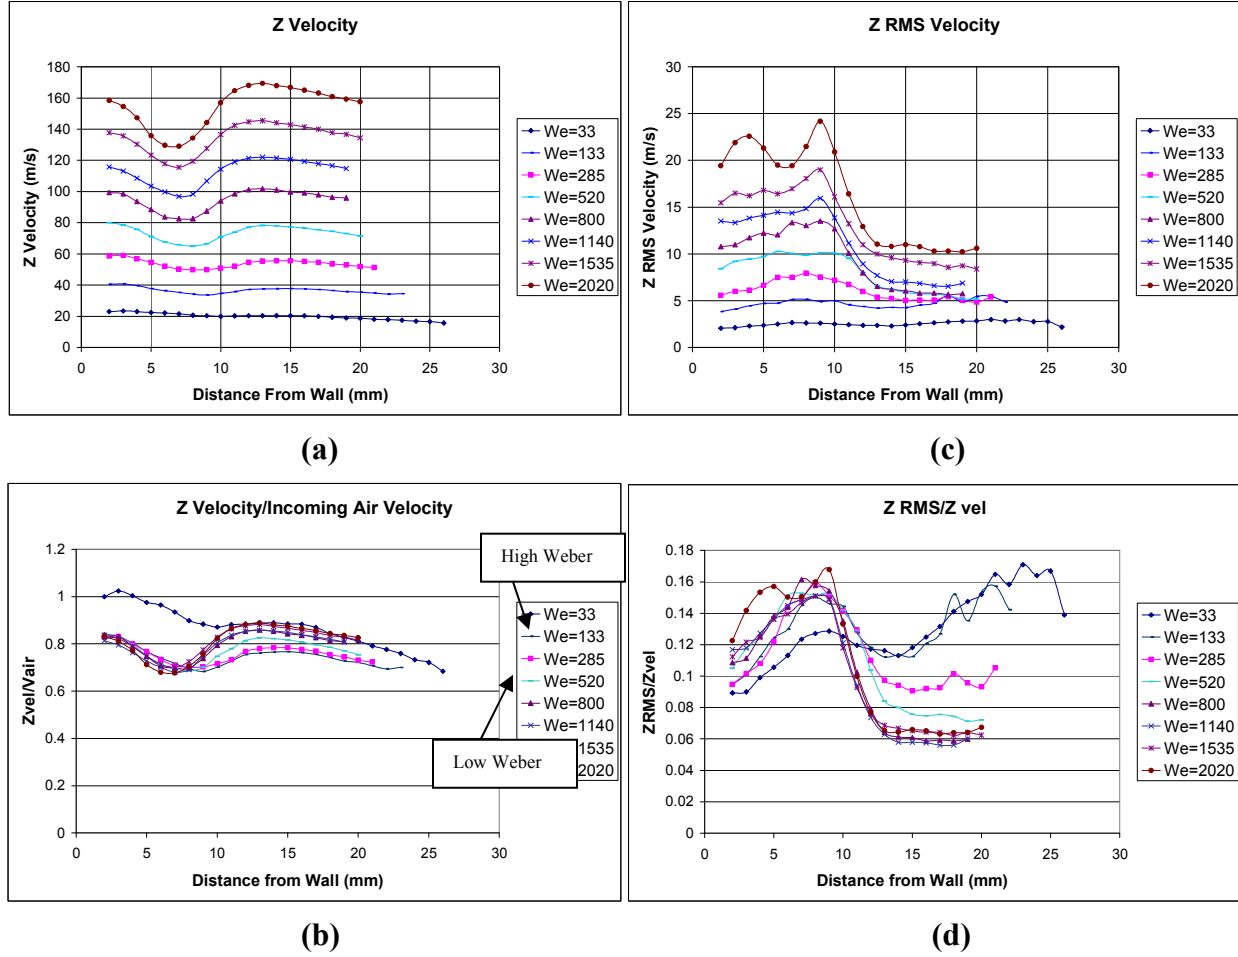 Z Velocity
Z Velocity (m/s)
180
160
140
120
100
80
60
40
20
0
0 5 10 15 20 25 30
Distance From Wall (mm)
We=33
We=133
We=285
We=520
We=800
We=1140
We=1535
We=2020
(a)
Z RMS Velocity
Z RMS Velocity (m/s)
30
25
20
15
10
5
0
0 5 10 15 20 25 30
Distance From Wall (mm)
We=33
We=133
We=285
We=520
We=800
We=1140
We=1535
We=2020
(c)
Z Velocity/Incoming Air Velocity
Zvel/Vair
1.2
1
0.8
0.6
0.4
0.2
0
0 5 10 15 20 25 30
Distance from Wall (mm)
High Weber
Low Weber
We=33
We=133
We=285
We=520
We=800
We=1140
1535
2020
(b)
Z RMS/Z vel
ZRMS/Zvel
0.18
0.16
0.14
0.12
0.1
0.08
0.06
0.04
0.02
0
0 5 10 15 20 25 30
Distance from Wall (mm)
We=33
We=133
We=285
We=520
We=800
We=1140
We=1535
We=2020
(d)